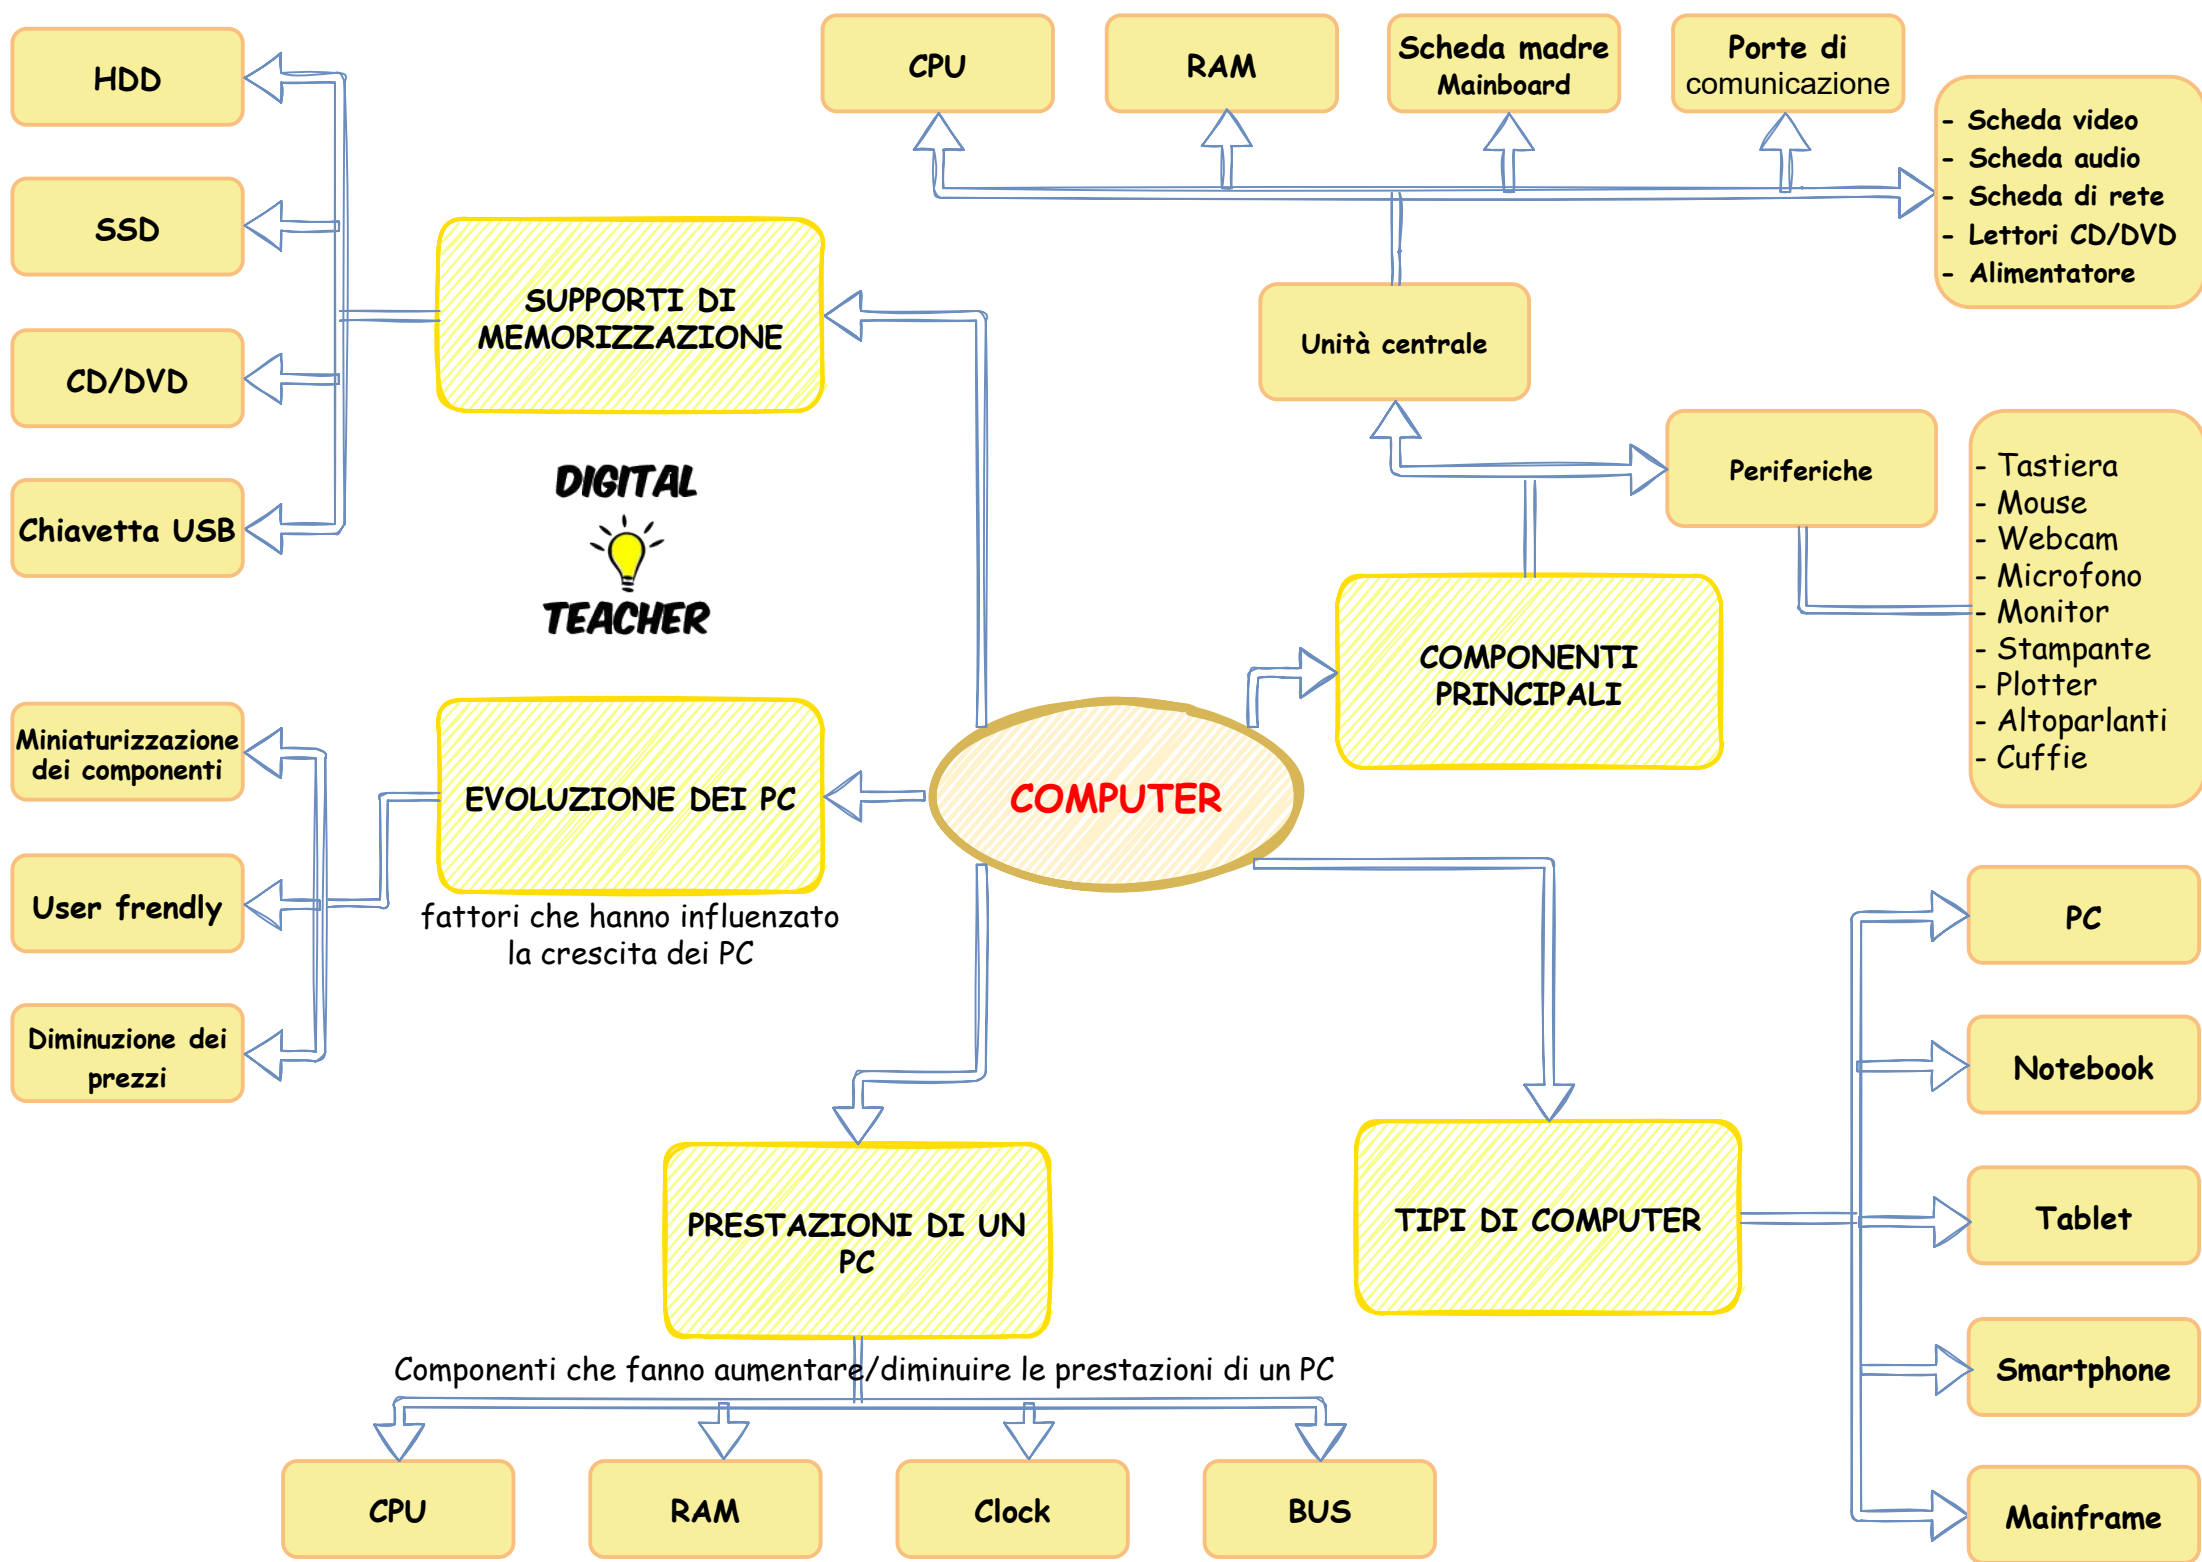 HDD
SSD
CD/DVD
Chiavetta USB
SUPPORTI DI
MEMORIZZAZIONE
DIGITAL
TEACHER
CPU
RAM
Scheda madre
Mainboard
Porte di
comunicazione
- Scheda video
- Scheda audio
- Scheda di rete
- Lettori CD/DVD
- Alimentatore
Unità centrale
Periferiche
- Tastiera
- Mouse
- Webcam
- Microfono
- Monitor
- Stampante
- Plotter
- Altoparlanti
- Cuffie
COMPONENTI
PRINCIPALI
COMPUTER
EVOLUZIONE DEI PC
fattori che hanno influenzato
la crescita dei PC
Miniaturizzazione
dei componenti
User frendly
Diminuzione dei
prezzi
PRESTAZIONI DI UN
PC
Componenti che fanno aumentare/diminuire le prestazioni di un PC
CPU
RAM
Clock
BUS
TIPI DI COMPUTER
PC
Notebook
Tablet
Smartphone
Mainframe